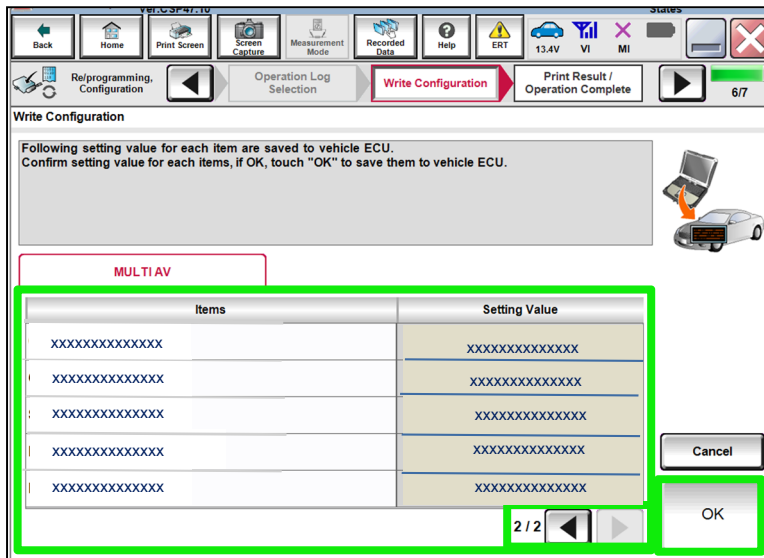 Ver.CSP47.10
States
Back
Home
Print Screen
Screen
Capture
Measurement
Mode
Recorded
Data
Help
ERT
13.4V
VI
MI
Re/programming,
Configuration
Operation Log
Selection
Write Configuration
Print Result /
Operation Complete
6/7
Write Configuration
Following setting value for each item are saved to vehicle ECU.
Confirm setting value for each items, if OK, touch "OK" to save them to vehicle ECU.
MULTI AV
Items
Setting Value
XXXXXXXXXXXXXX
XXXXXXXXXXXXXX
XXXXXXXXXXXXXX
XXXXXXXXXXXXXX
XXXXXXXXXXXXXX
XXXXXXXXXXXXXX
XXXXXXXXXXXXXX
XXXXXXXXXXXXXX
XXXXXXXXXXXXXX
XXXXXXXXXXXXXX
Cancel
2 / 2
OK